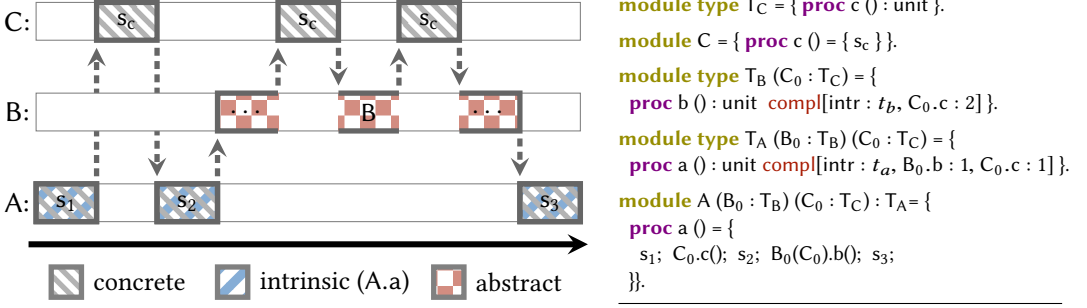 C:
s_c
s_c
s_c
B:
...
B
...
A:
s_1
s_2
s_3
concrete
intrinsic (A.a)
abstract
module type T_C = { proc c () : unit }.
module C = { proc c () = { s_c } }.
module type T_B (C_0 : T_C) = {
proc b () : unit compl[intr : t_b, C_0.c : 2] }.
module type T_A (B_0 : T_B) (C_0 : T_C) = {
proc a () : unit compl[intr : t_a, B_0.b : 1, C_0.c : 1] }.
module A (B_0 : T_B) (C_0 : T_C) : T_A= {
proc a () = {
s_1; C_0.c(); s_2; B_0(C_0).b(); s_3;
}}.